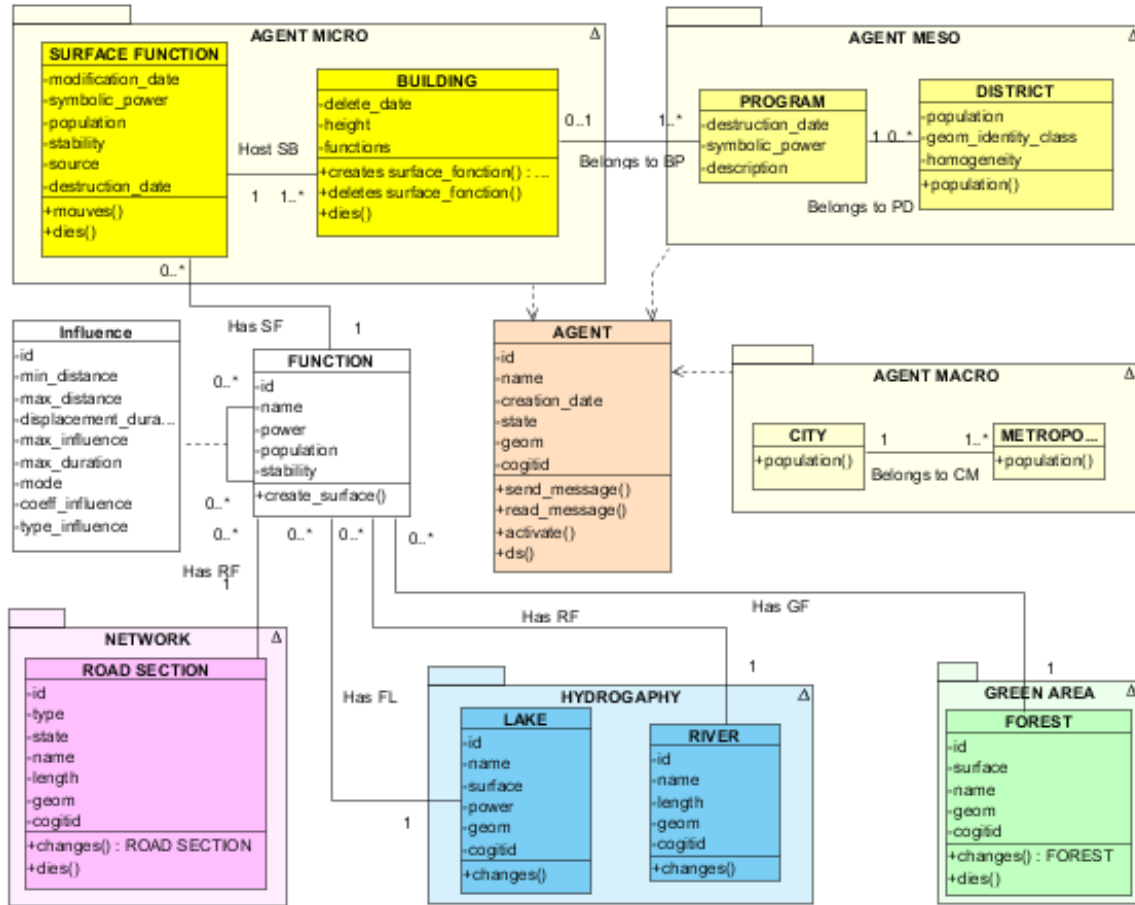 AGENT MICRO
SURFACE FUNCTION
-modification_date
-symbolic_power
-population
-stability
-source
-destruction_date
+mouves()
+dies()
Host SB
1
1..*
BUILDING
-delete_date
-height
-functions
+creates surface_fonction() : ...
+deletes surface_fonction()
+dies()
0..1
1..*
Belongs to BP
AGENT MESO
PROGRAM
-destruction_date
-symbolic_power
-description
1
0..*
Belongs to PD
DISTRICT
-population
-geom_identity_class
-homogeneity
+population()
0..*
Has SF
1
Influence
-id
-min_distance
-max_distance
-displacement_dura...
-max_influence
-max_duration
-mode
-coeff_influence
-type_influence
0..*
0..*
FUNCTION
-id
-name
-power
-population
-stability
+create_surface()
AGENT
-id
-name
-creation_date
-state
-geom
-cogitid
+send_message()
+read_message()
+activate()
+ds()
AGENT MACRO
CITY
+population()
1
1..*
Belongs to CM
METROPO...
+population()
0..*
0..*
0..*
0..*
Has RF
1
Has FL
1
Has RF
1
Has GF
1
NETWORK
ROAD SECTION
-id
-type
-state
-name
-length
-geom
-cogitid
+changes() : ROAD SECTION
+dies()
HYDROGAPHY
LAKE
-id
-name
-surface
-power
-geom
-cogitid
+changes()
RIVER
-id
-name
-length
-geom
-cogitid
+changes()
GREEN AREA
FOREST
-id
-surface
-name
-geom
-cogitid
+changes() : FOREST
+dies()